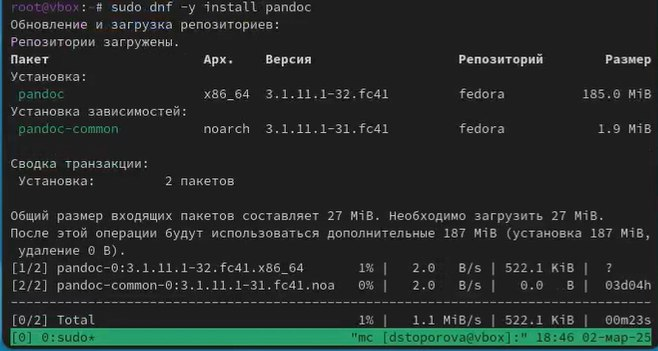 root@vbox:~# sudo dnf -y install pandoc
Обновление и загрузка репозиториев:
Репозитории загружены.
Пакет Арх. Версия Репозиторий Размер
Установка:
pandoc x86_64 3.1.11.1-32.fc41 fedora 185.0 MiB
Установка зависимостей:
pandoc-common noarch 3.1.11.1-31.fc41 fedora 1.9 MiB
Сводка транзакции:
Установка: 2 пакетов
Общий размер входящих пакетов составляет 27 MiB. Необходимо загрузить 27 MiB.
После этой операции будут использоваться дополнительные 187 MiB (установка 187 MiB,
удаление 0 B).
[1/2] pandoc-0:3.1.11.1-32.fc41.x86_64 1% | 2.0 B/s | 522.1 KiB | ?
[2/2] pandoc-common-0:3.1.11.1-31.fc41.noa 0% | 2.0 B/s | 0.0 B | 03d04h
--------------------------------------------------------------------------------
[0/2] Total 1% | 1.1 MiB/s | 522.1 KiB | 00m23s
[0] 0:sudo* "mc [dstoporova@vbox]:" 18:46 02-мар-25